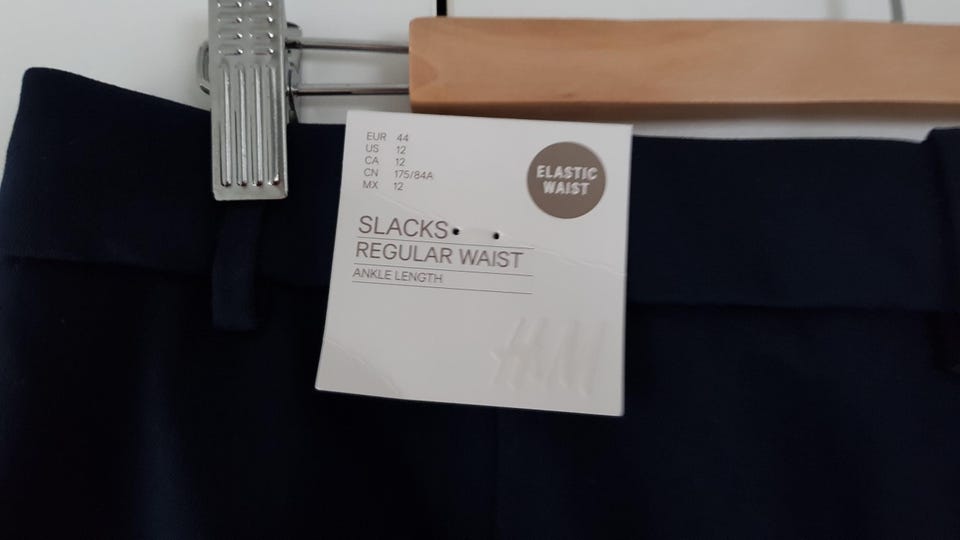 EUR 44
US 12
CA 12
CN 175/84A
MX 12
ELASTIC
WAIST
SLACKS
REGULAR WAIST
ANKLE LENGTH
H&M